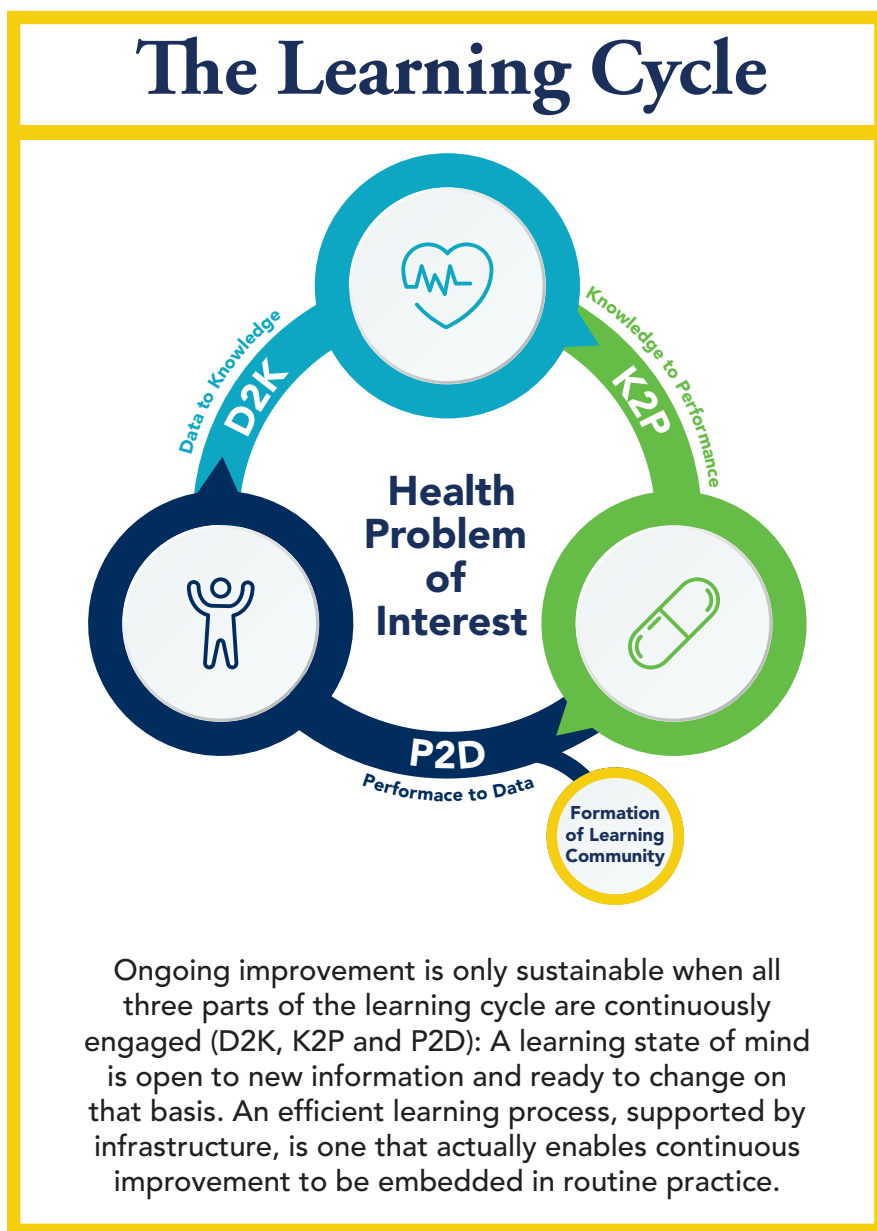 The Learning Cycle
Data to Knowledge
D2K
Knowledge to Performance
K2P
Health
Problem
of
Interest
P2D
Performace to Data
Formation
of Learning
Community
Ongoing improvement is only sustainable when all
three parts of the learning cycle are continuously
engaged (D2K, K2P and P2D): A learning state of mind
is open to new information and ready to change on
that basis. An efficient learning process, supported by
infrastructure, is one that actually enables continuous
improvement to be embedded in routine practice.